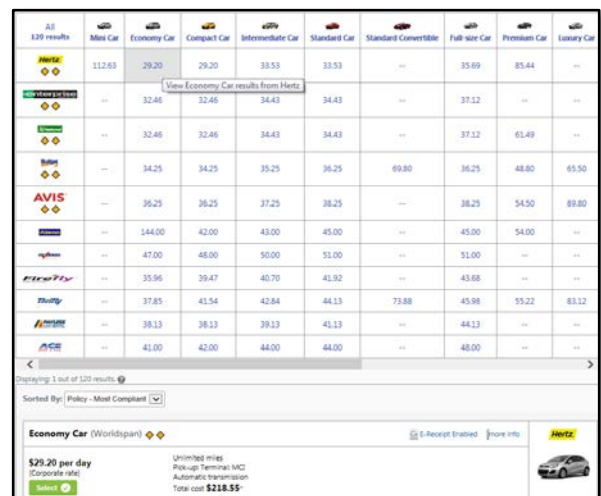 All
120 results Mini Car Economy Car Compact Car Intermediate Car Standard Car Standard Convertible Full-size Car Premium Car Luxury Car
Hertz 112.63 29.20 29.20 33.53 33.53 -- 35.69 85.44 --
View Economy Car results from Hertz
enterprise -- 32.46 32.46 34.43 34.43 -- 37.12 -- --
National -- 32.46 32.46 34.43 34.43 -- 37.12 61.49 --
Budget -- 34.25 34.25 35.25 36.25 69.80 36.25 48.80 65.50
AVIS -- 36.25 36.25 37.25 38.25 -- 38.25 54.50 69.80
-- 144.00 42.00 43.00 45.00 -- 45.00 54.00 --
-- 47.00 48.00 50.00 51.00 -- 51.00 -- --
Firefly -- 35.96 39.47 40.70 41.92 -- 43.68 -- --
Thrifty -- 37.85 41.54 42.84 44.13 73.88 45.98 55.22 83.12
PAYLESS -- 38.13 38.13 39.13 41.13 -- 44.13 -- --
ACE -- 41.00 42.00 44.00 44.00 -- 48.00 -- --
Displaying: 1 out of 120 results.
Sorted By: Policy - Most Compliant
Economy Car (Worldspan) E-Receipt Enabled more info Hertz
$29.20 per day
(Corporate rate)
Select
Unlimited miles
Pick-up Terminal: MCI
Automatic transmission
Total cost $218.55*